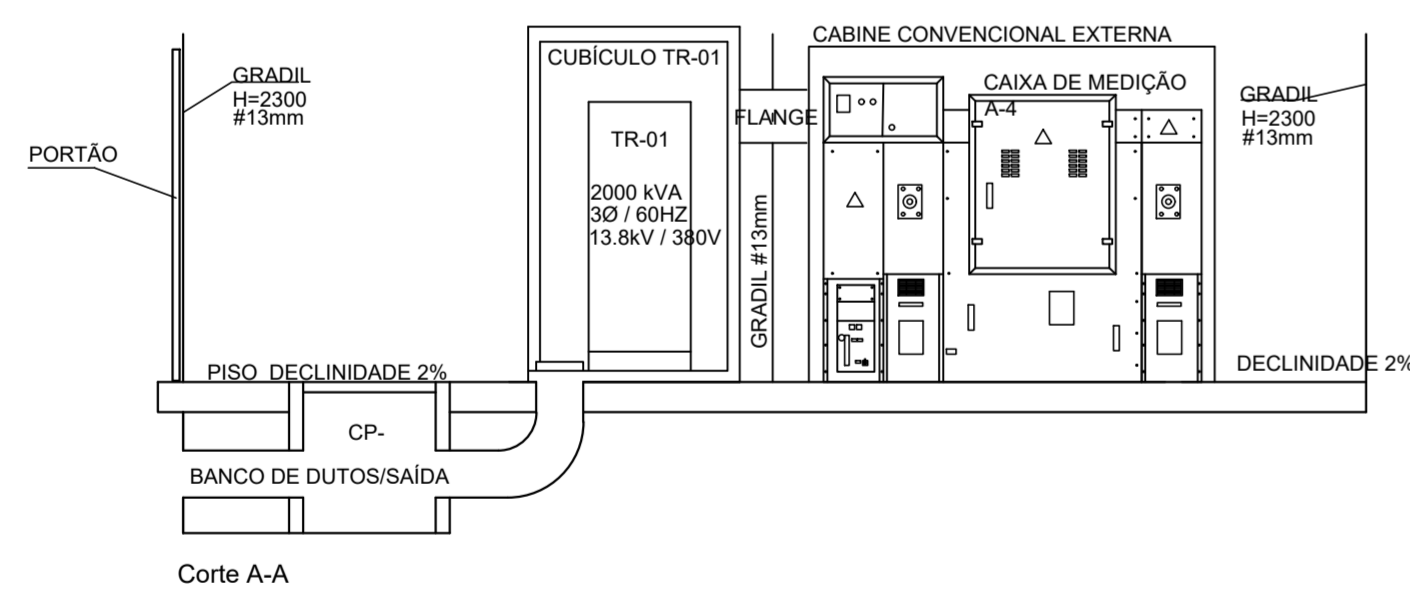 CABINE CONVENCIONAL EXTERNA
CUBÍCULO TR-01
GRADIL
H=2300
#13mm
CAIXA DE MEDIÇÃO
A-4
GRADIL
H=2300
#13mm
FLANGE
PORTÃO
TR-01
2000 kVA
3Ø / 60HZ
13.8kV / 380V
GRADIL #13mm
PISO DECLINIDADE 2%
DECLINIDADE 2%
CP-
BANCO DE DUTOS/SAÍDA
Corte A-A